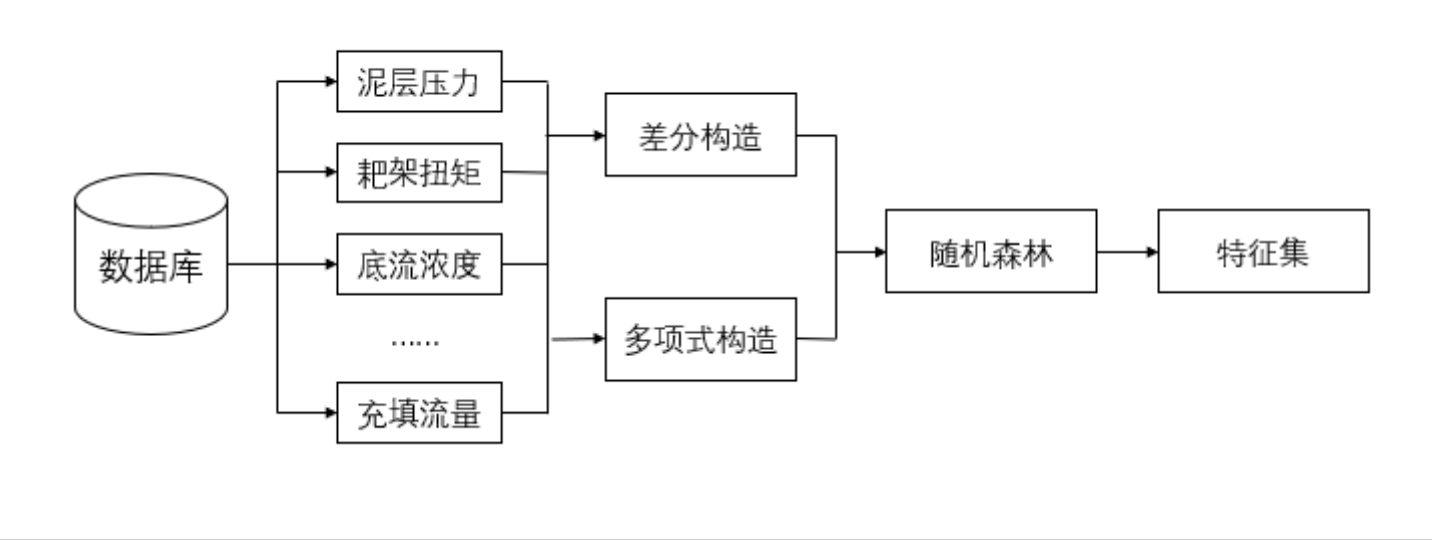 数据库
泥层压力
耙架扭矩
底流浓度
……
充填流量
差分构造
多项式构造
随机森林
特征集